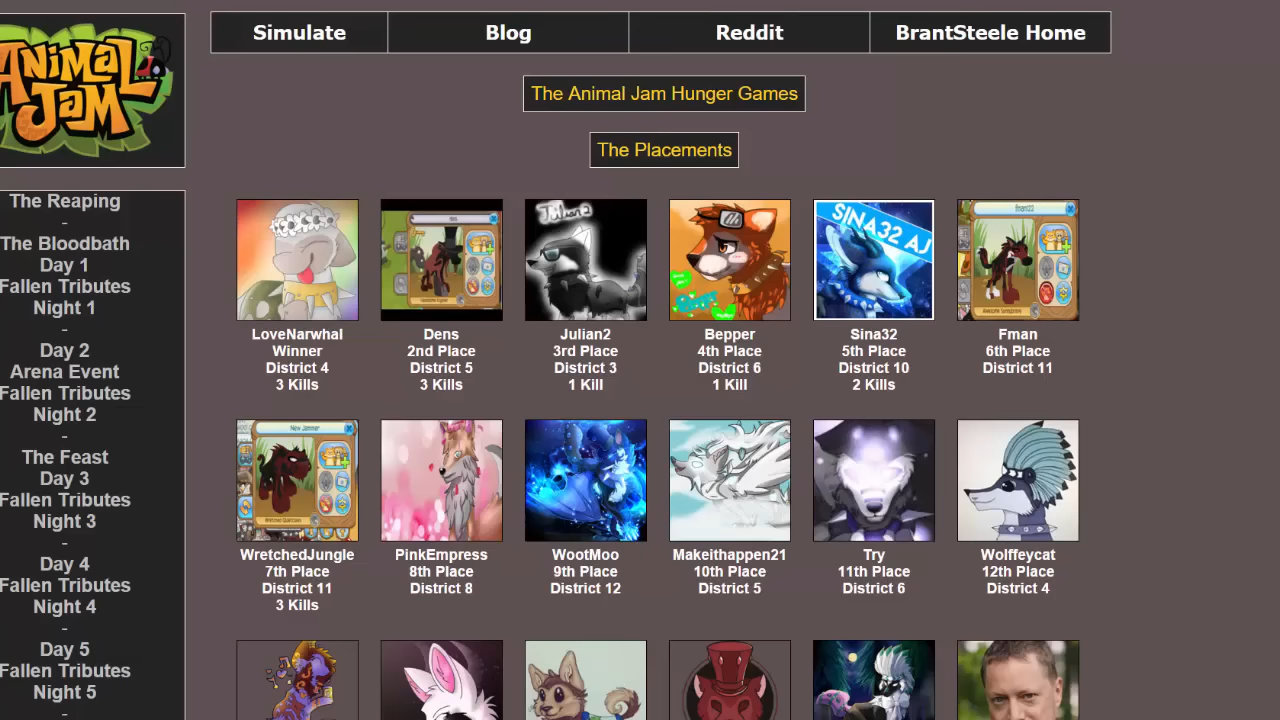 Simulate
Blog
Reddit
BrantSteele Home
ANIMAL
JAM
The Animal Jam Hunger Games
The Placements
The Reaping
-
The Bloodbath
Day 1
Fallen Tributes
Night 1
-
Day 2
Arena Event
Fallen Tributes
Night 2
-
The Feast
Day 3
Fallen Tributes
Night 3
-
Day 4
Fallen Tributes
Night 4
-
Day 5
Fallen Tributes
Night 5
-
Julian2
Bepper
SINA32 AJ
LoveNarwhal
Winner
District 4
3 Kills
Dens
2nd Place
District 5
3 Kills
Julian2
3rd Place
District 3
1 Kill
Bepper
4th Place
District 6
1 Kill
Sina32
5th Place
District 10
2 Kills
Fman
6th Place
District 11
New Jammer
WretchedJungle
7th Place
District 11
3 Kills
PinkEmpress
8th Place
District 8
WootMoo
9th Place
District 12
Makeithappen21
10th Place
District 5
Try
11th Place
District 6
Wolffeycat
12th Place
District 4